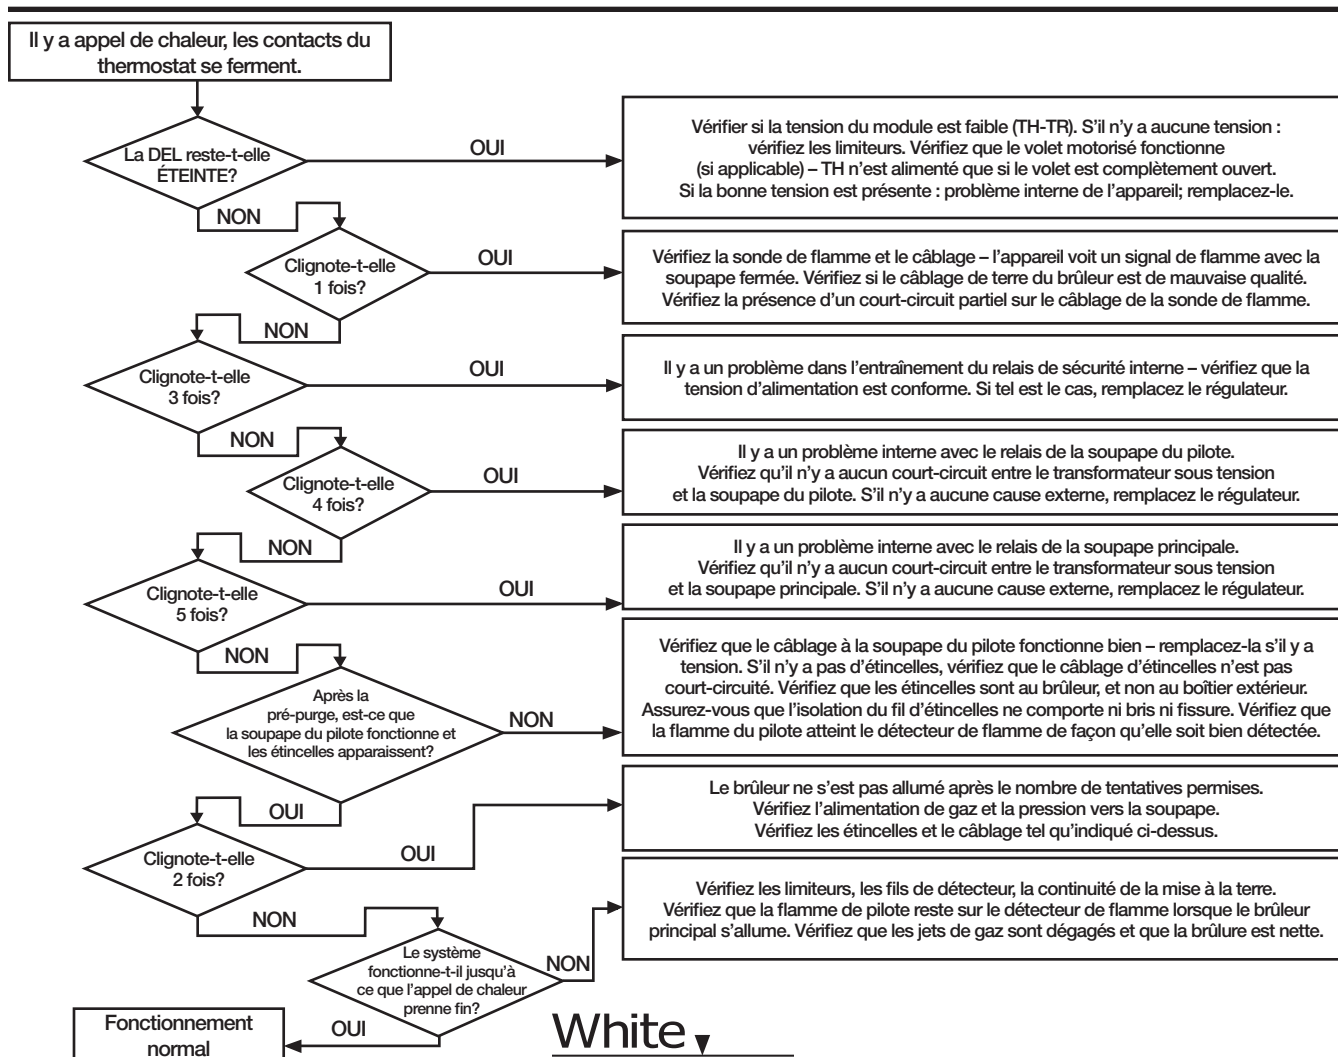 Il y a appel de chaleur, les contacts du
thermostat se ferment.
La DEL reste-t-elle
ÉTEINTE?
OUI
Vérifier si la tension du module est faible (TH-TR). S'il n'y a aucune tension :
vérifiez les limiteurs. Vérifiez que le volet motorisé fonctionne
(si applicable) – TH n'est alimenté que si le volet est complètement ouvert.
Si la bonne tension est présente : problème interne de l'appareil; remplacez-le.
NON
Clignote-t-elle
1 fois?
OUI
Vérifiez la sonde de flamme et le câblage – l'appareil voit un signal de flamme avec la
soupape fermée. Vérifiez si le câblage de terre du brûleur est de mauvaise qualité.
Vérifiez la présence d'un court-circuit partiel sur le câblage de la sonde de flamme.
NON
Clignote-t-elle
3 fois?
OUI
Il y a un problème dans l'entraînement du relais de sécurité interne – vérifiez que la
tension d'alimentation est conforme. Si tel est le cas, remplacez le régulateur.
NON
Clignote-t-elle
4 fois?
OUI
Il y a un problème interne avec le relais de la soupape du pilote.
Vérifiez qu'il n'y a aucun court-circuit entre le transformateur sous tension
et la soupape du pilote. S'il n'y a aucune cause externe, remplacez le régulateur.
NON
Clignote-t-elle
5 fois?
OUI
Il y a un problème interne avec le relais de la soupape principale.
Vérifiez qu'il n'y a aucun court-circuit entre le transformateur sous tension
et la soupape principale. S'il n'y a aucune cause externe, remplacez le régulateur.
NON
Après la
pré-purge, est-ce que
la soupape du pilote fonctionne et
les étincelles apparaissent?
NON
Vérifiez que le câblage à la soupape du pilote fonctionne bien – remplacez-la s'il y a
tension. S'il n'y a pas d'étincelles, vérifiez que le câblage d'étincelles n'est pas
court-circuité. Vérifiez que les étincelles sont au brûleur, et non au boîtier extérieur.
Assurez-vous que l'isolation du fil d'étincelles ne comporte ni bris ni fissure. Vérifiez que
la flamme du pilote atteint le détecteur de flamme de façon qu'elle soit bien détectée.
OUI
Clignote-t-elle
2 fois?
OUI
Le brûleur ne s'est pas allumé après le nombre de tentatives permises.
Vérifiez l'alimentation de gaz et la pression vers la soupape.
Vérifiez les étincelles et le câblage tel qu'indiqué ci-dessus.
NON
Le système
fonctionne-t-il jusqu'à
ce que l'appel de chaleur
prenne fin?
NON
Vérifiez les limiteurs, les fils de détecteur, la continuité de la mise à la terre.
Vérifiez que la flamme de pilote reste sur le détecteur de flamme lorsque le brûleur
principal s'allume. Vérifiez que les jets de gaz sont dégagés et que la brûlure est nette.
OUI
Fonctionnement
normal
White